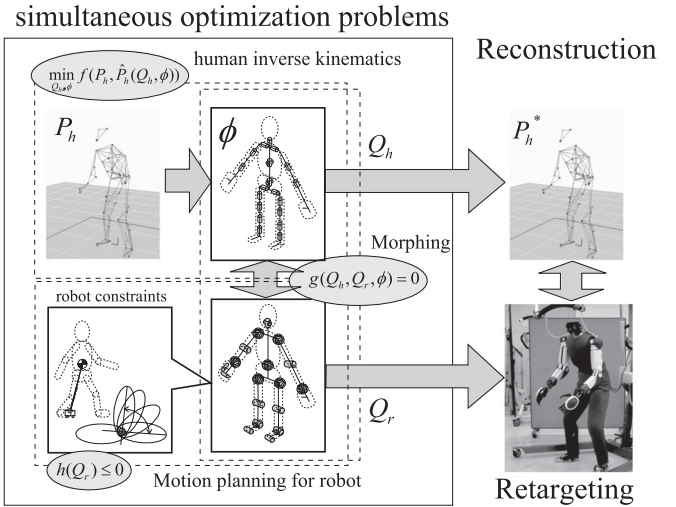 simultaneous optimization problems
human inverse kinematics
Reconstruction
min f(P_h, P̂_h(Q_h, ϕ))
Q_h, ϕ
P_h
ϕ
Q_h
P_h*
Morphing
g(Q_h, Q_r, ϕ) = 0
robot constraints
Q_r
h(Q_r) ≤ 0
Motion planning for robot
Retargeting